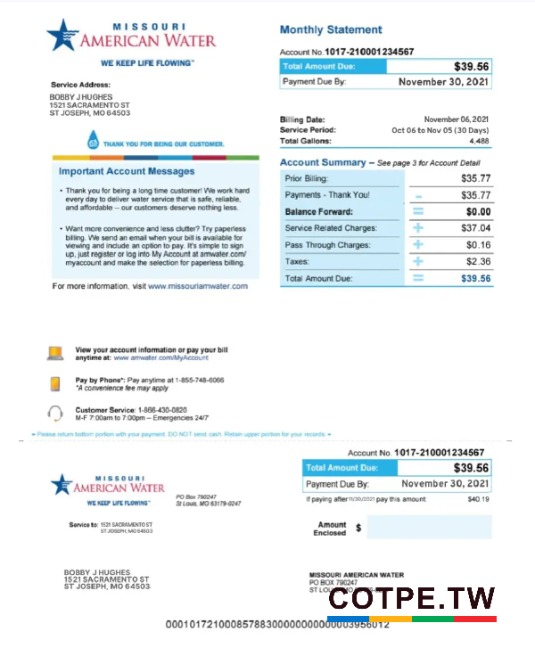 MISSOURI
AMERICAN WATER
WE KEEP LIFE FLOWING™
Service Address:
BOBBY J HUGHES
1521 SACRAMENTO ST
ST JOSEPH, MO 64503
THANK YOU FOR BEING OUR CUSTOMER.
Important Account Messages
• Thank you for being a long time customer! We work hard
every day to deliver water service that is safe, reliable,
and affordable – our customers deserve nothing less.
• Want more convenience and less clutter? Try paperless
billing. We send an email when your bill is available for
viewing and include an option to pay. It's simple to sign
up, just register or log into My Account at amwater.com/
myaccount and make the selection for paperless billing.
For more information, visit www.missouriamwater.com
Monthly Statement
Account No. 1017-210001234567
Total Amount Due: $39.56
Payment Due By: November 30, 2021
Billing Date: November 06, 2021
Service Period: Oct 06 to Nov 05 (30 Days)
Total Gallons: 4,488
Account Summary – See page 3 for Account Detail
Prior Billing: $35.77
Payments - Thank You! – $35.77
Balance Forward: = $0.00
Service Related Charges: + $37.04
Pass Through Charges: + $0.16
Taxes: + $2.36
Total Amount Due: = $39.56
View your account information or pay your bill
anytime at: www.amwater.com/MyAccount
Pay by Phone*: Pay anytime at 1-855-748-6066
*A convenience fee may apply
Customer Service: 1-866-430-0820
M-F 7:00am to 7:00pm – Emergencies 24/7
Please return bottom portion with your payment. DO NOT send cash. Retain upper portion for your records.
MISSOURI
AMERICAN WATER
WE KEEP LIFE FLOWING™
PO Box 790247
St Louis, MO 63179-0247
Service to: 1521 SACRAMENTO ST
ST JOSEPH, MO 64503
Account No. 1017-210001234567
Total Amount Due: $39.56
Payment Due By: November 30, 2021
If paying after 11/30/2021 pay this amount: $40.19
Amount
Enclosed $
BOBBY J HUGHES
1521 SACRAMENTO ST
ST JOSEPH, MO 64503
MISSOURI AMERICAN WATER
PO BOX 790247
ST
COTPE.TW